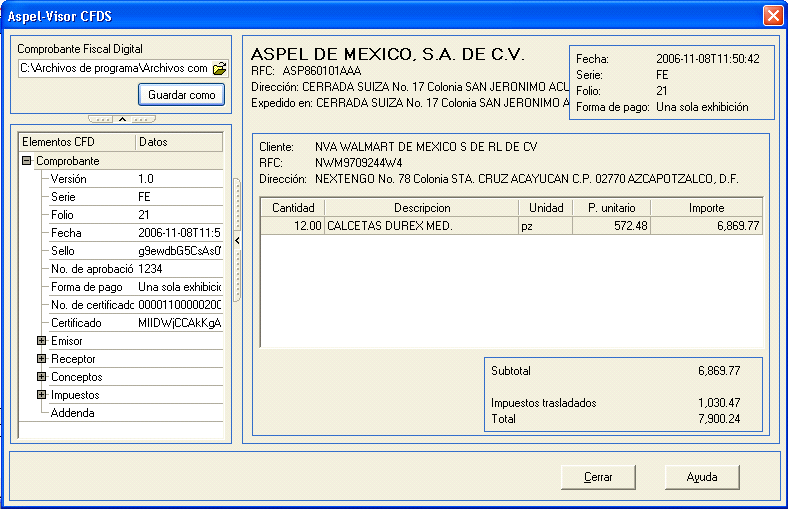 Aspel-Visor CFDS
Comprobante Fiscal Digital
C:\Archivos de programa\Archivos com
Guardar como
Elementos CFD Datos
Comprobante
Versión 1.0
Serie FE
Folio 21
Fecha 2006-11-08T11:5
Sello g9ewdbG5CsAs0
No. de aprobació 1234
Forma de pago Una sola exhibició
No. de certificado 00001100000200
Certificado MIIDWjCCAkKgA
Emisor
Receptor
Conceptos
Impuestos
Addenda
ASPEL DE MEXICO, S.A. DE C.V.
RFC: ASP860101AAA
Dirección: CERRADA SUIZA No. 17 Colonia SAN JERONIMO ACU
Expedido en: CERRADA SUIZA No. 17 Colonia SAN JERONIMO A
Fecha: 2006-11-08T11:50:42
Serie: FE
Folio: 21
Forma de pago: Una sola exhibición
Cliente: NVA WALMART DE MEXICO S DE RL DE CV
RFC: NWM9709244W4
Dirección: NEXTENGO No. 78 Colonia STA. CRUZ ACAYUCAN C.P. 02770 AZCAPOTZALCO, D.F.
Cantidad Descripcion Unidad P. unitario Importe
12.00 CALCETAS DUREX MED. pz 572.48 6,869.77
Subtotal 6,869.77
Impuestos trasladados 1,030.47
Total 7,900.24
Cerrar Ayuda